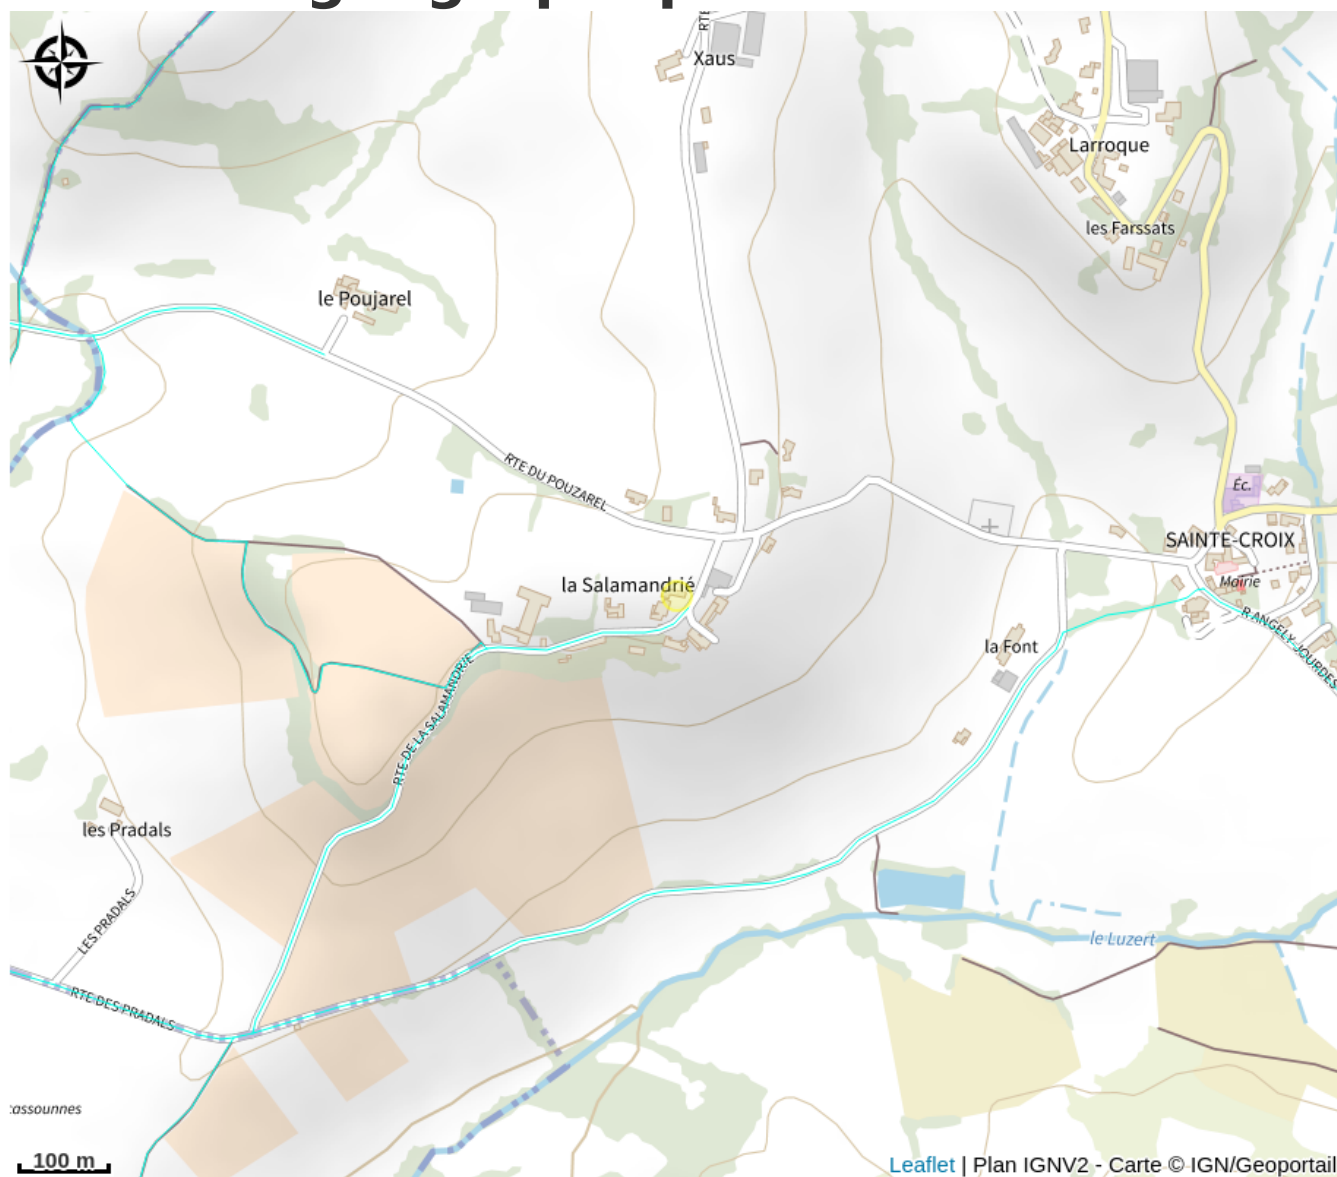 RTE
Xaus
Larroque
les Farssats
le Poujarel
RTE DU POUZAREL
Éc.
SAINTE-CROIX
Mairie
la Salamandrié
R ANGELY JOURDES
la Font
RTE DE LA SALAMANDRIE
les Pradals
LES PRADALS
le Luzert
RTE DES PRADALS
cassounnes
100 m
Leaflet | Plan IGNV2 - Carte © IGN/Geoportail